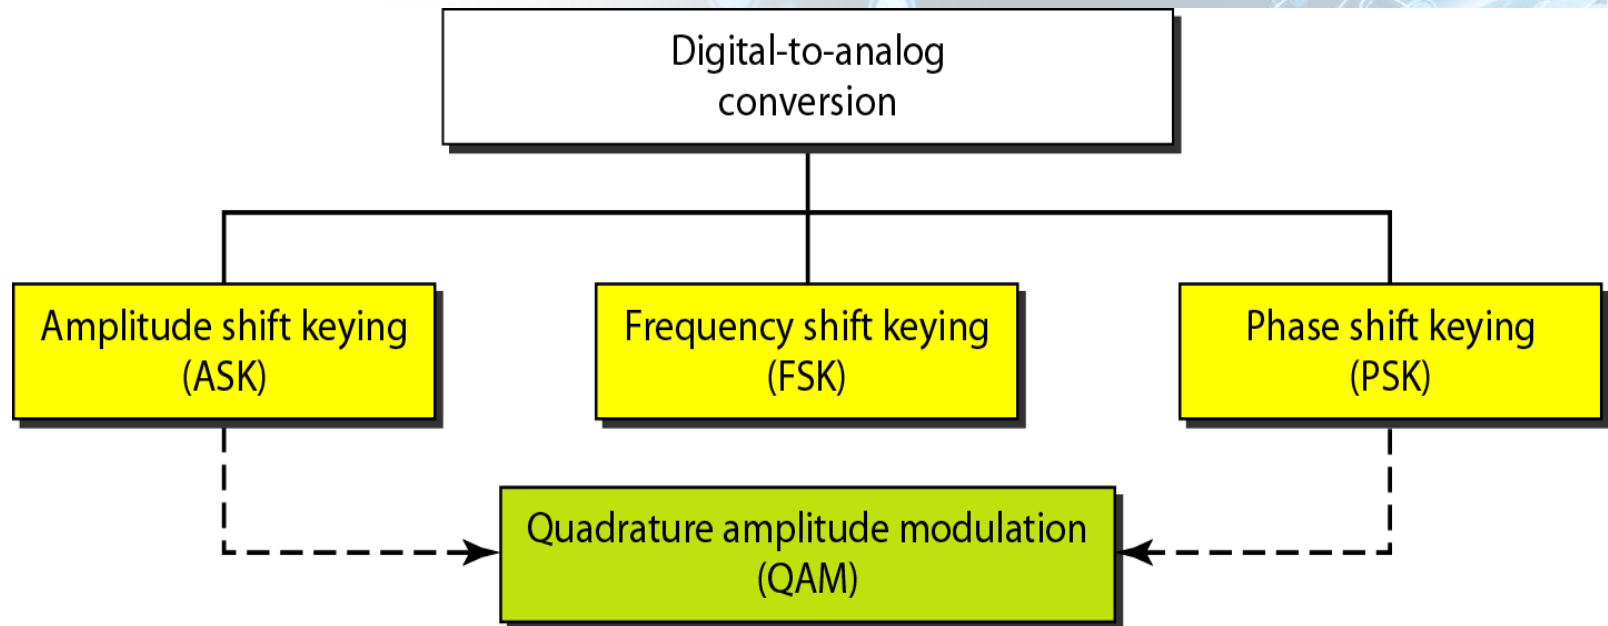 Digital-to-analog
conversion
Amplitude shift keying
(ASK)
Frequency shift keying
(FSK)
Phase shift keying
(PSK)
Quadrature amplitude modulation
(QAM)